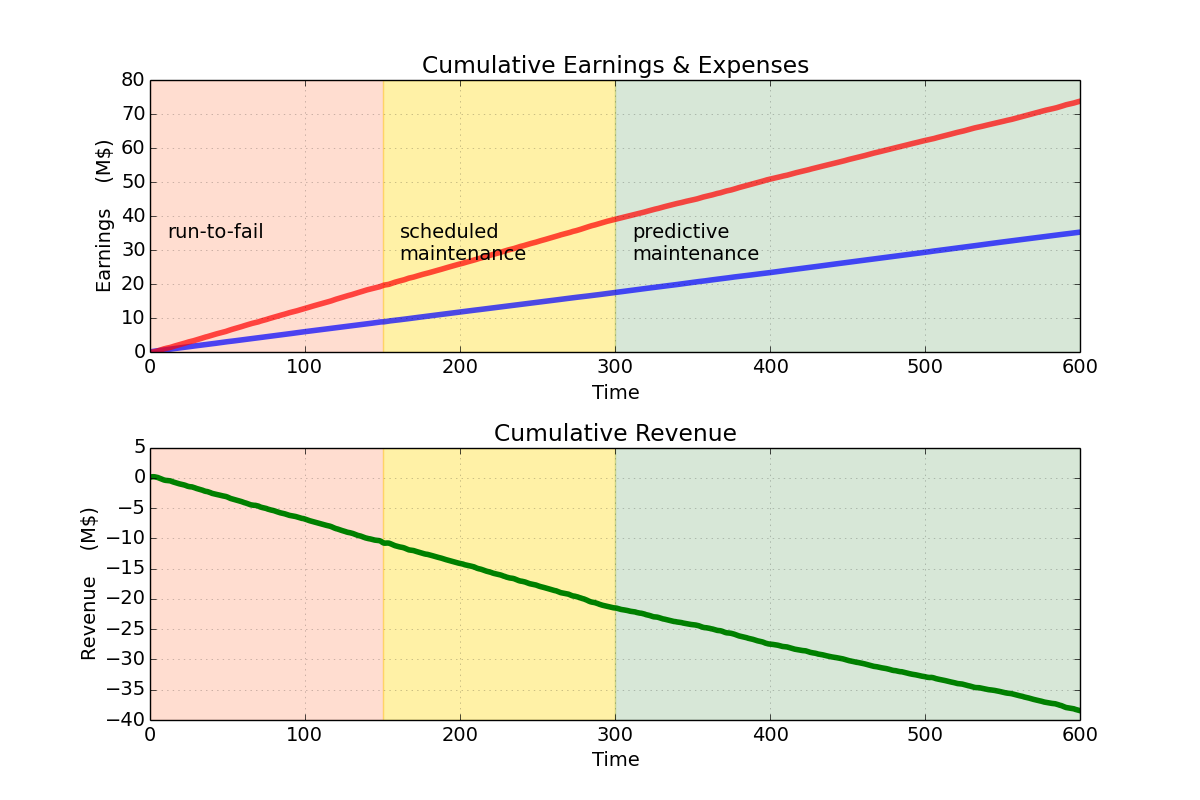 Cumulative Earnings & Expenses
80
70
60
50
40
30
20
10
0
Earnings (M$)
run-to-fail
scheduled
maintenance
predictive
maintenance
0 100 200 300 400 500 600
Time
Cumulative Revenue
5
0
−5
−10
−15
−20
−25
−30
−35
−40
Revenue (M$)
0 100 200 300 400 500 600
Time